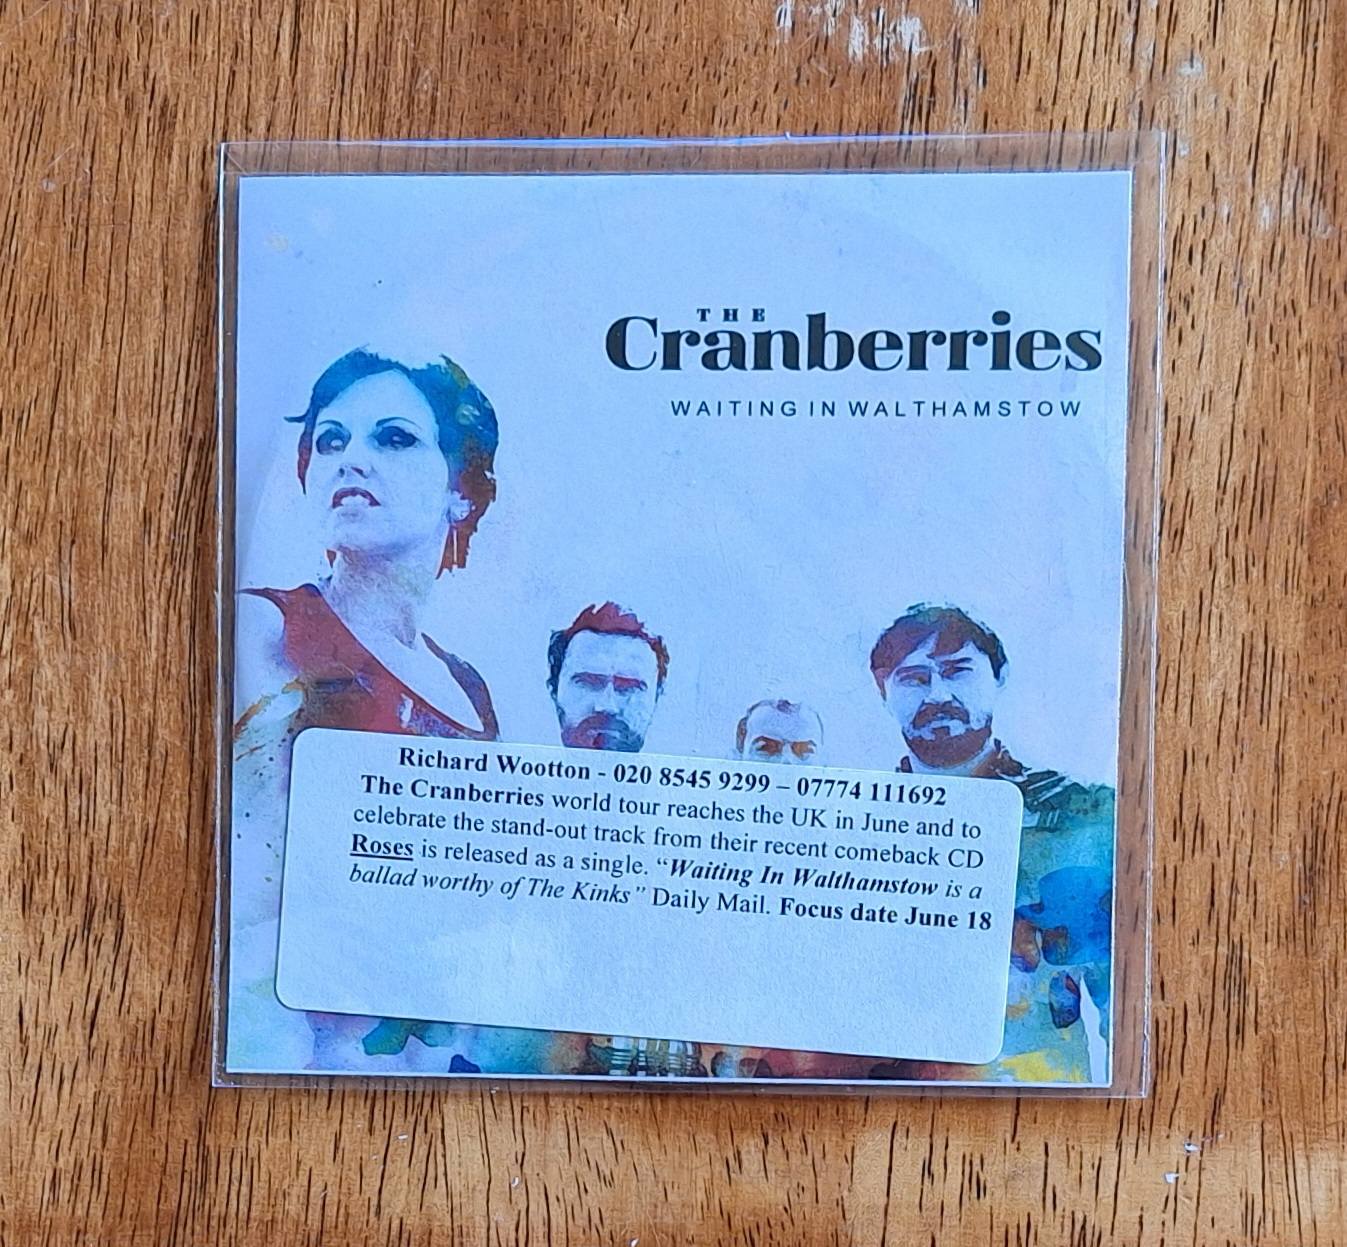 THE
Cranberries
WAITING IN WALTHAMSTOW
Richard Wootton - 020 8545 9299 – 07774 111692
The Cranberries world tour reaches the UK in June and to
celebrate the stand-out track from their recent comeback CD
Roses is released as a single. “Waiting In Walthamstow is a
ballad worthy of The Kinks” Daily Mail. Focus date June 18